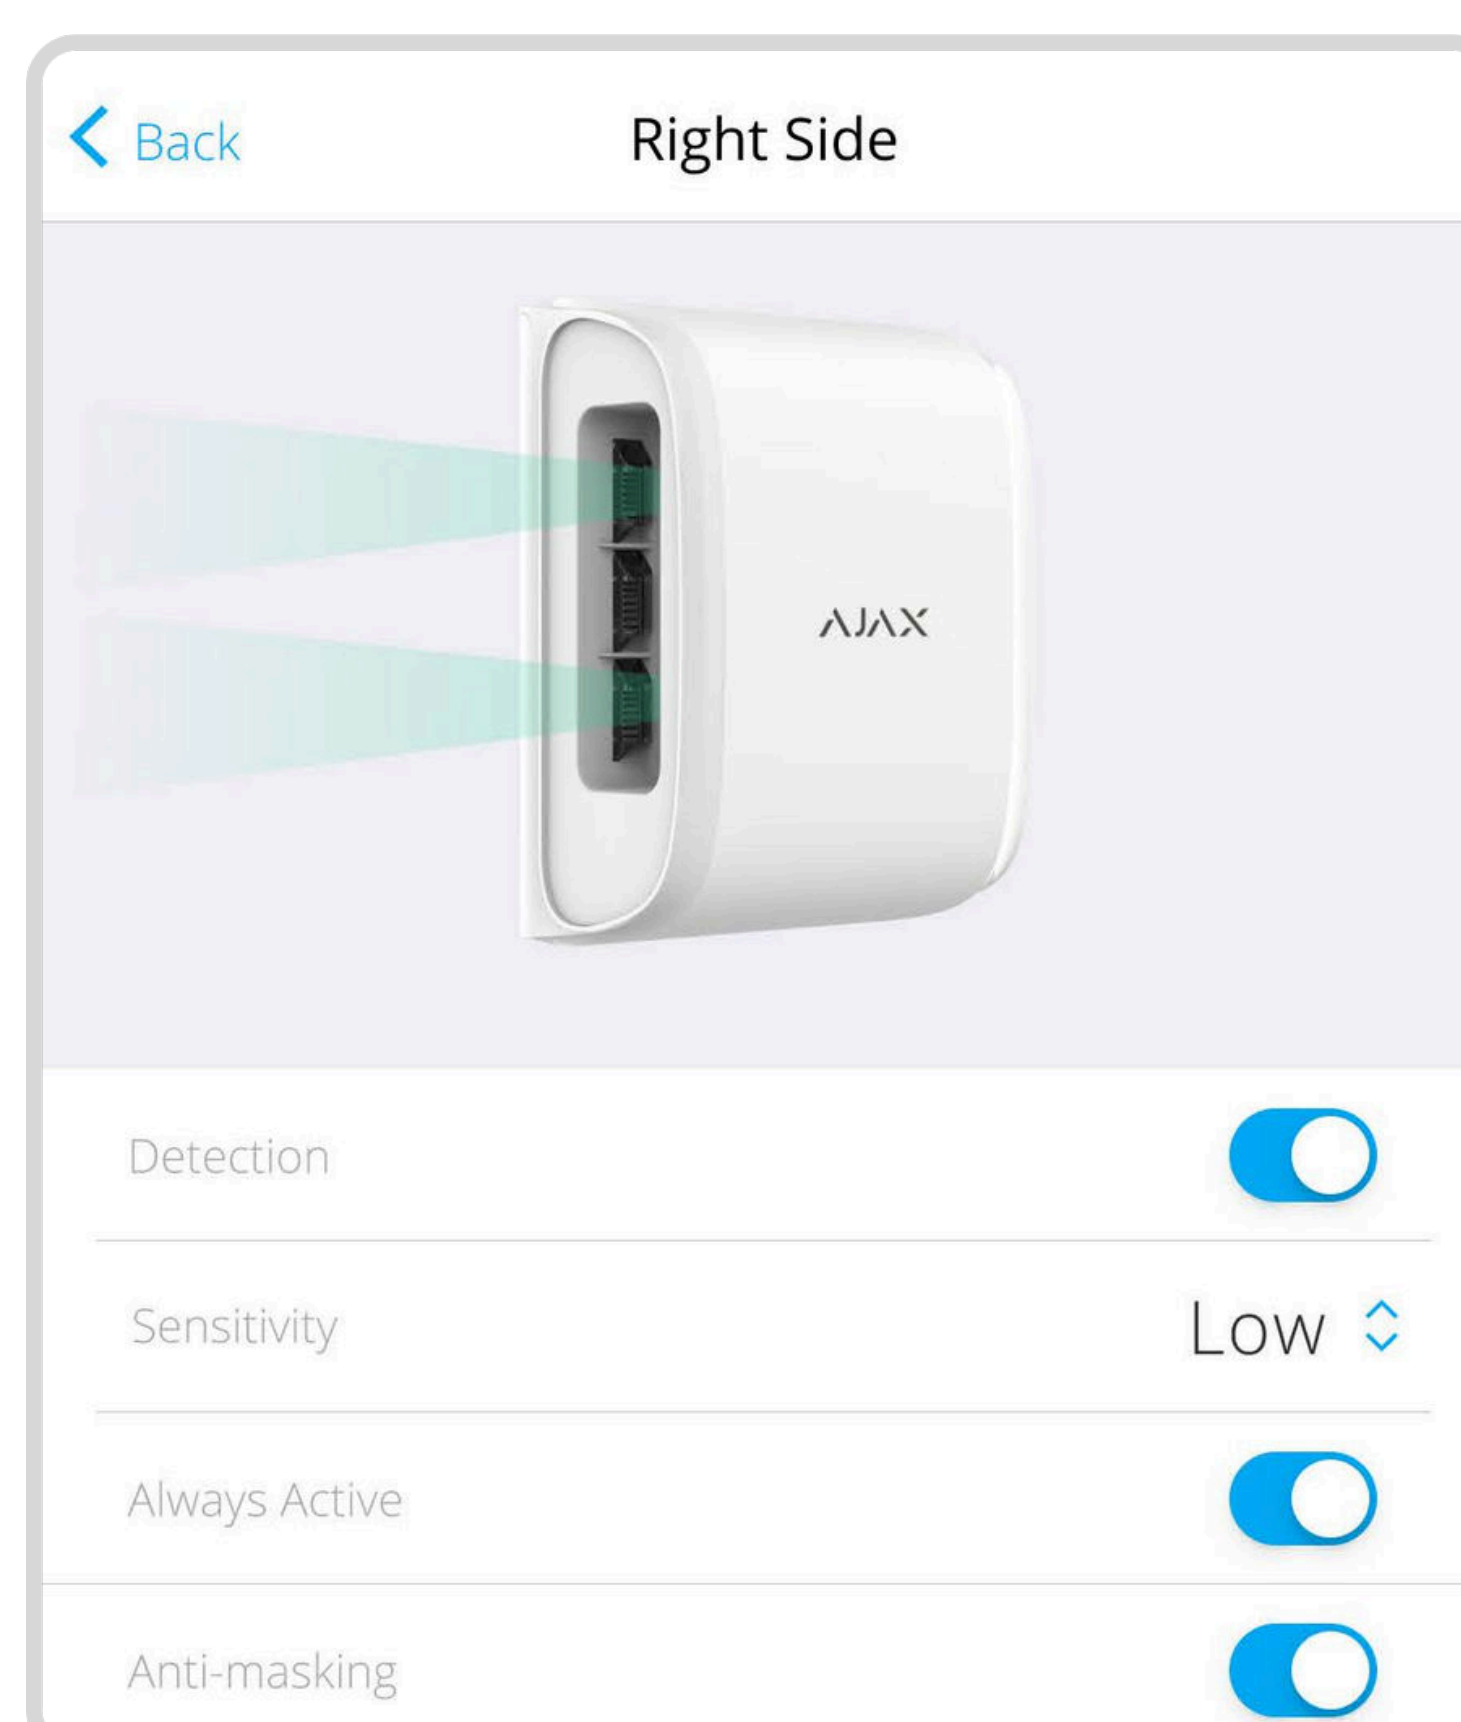 Back
Right Side
AJAX
Detection
Sensitivity
Low
Always Active
Anti-masking